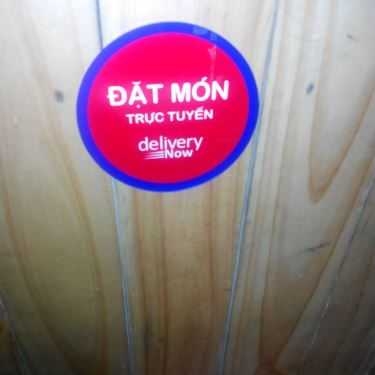 ĐẶT MÓN
TRỰC TUYẾN
delivery
Now